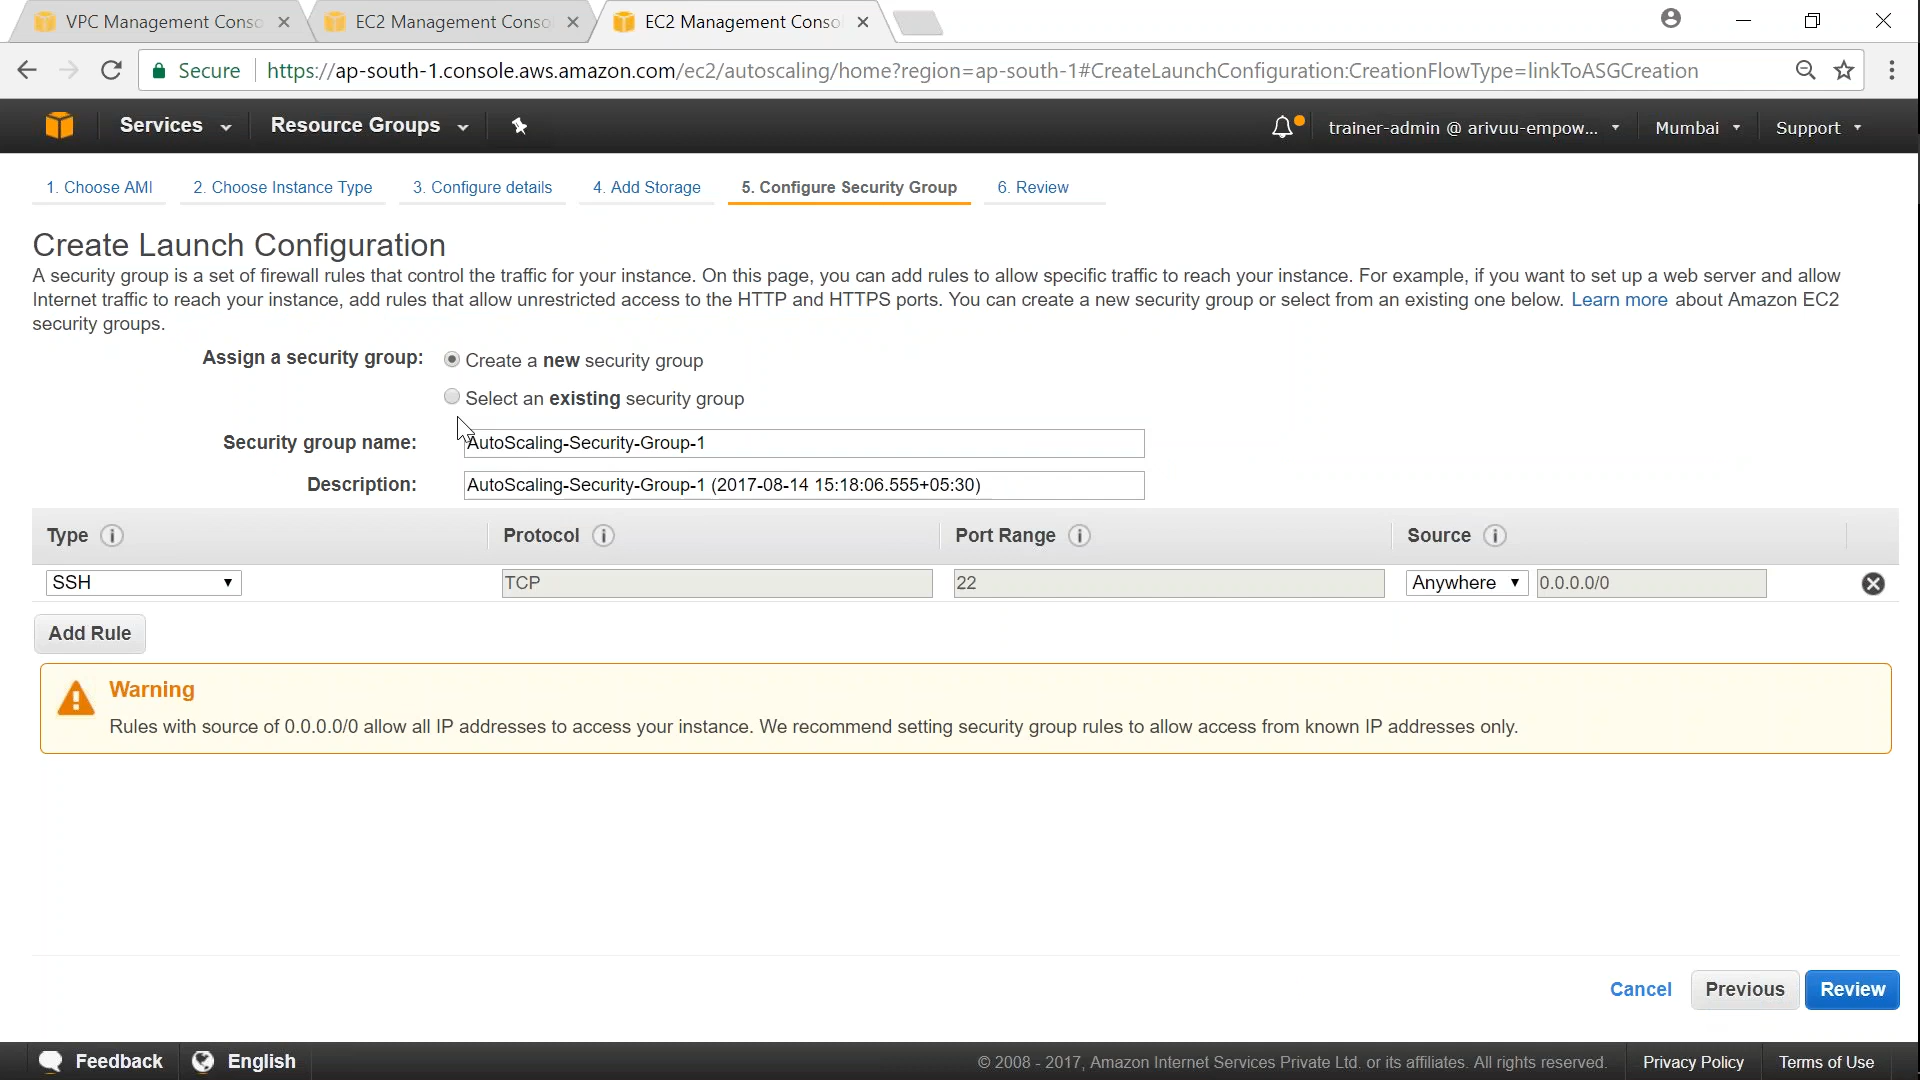 VPC Management Conso
EC2 Management Conso
EC2 Management Conso
Secure
https://ap-south-1.console.aws.amazon.com/ec2/autoscaling/home?region=ap-south-1#CreateLaunchConfiguration:CreationFlowType=linkToASGCreation
Services
Resource Groups
trainer-admin @ arivuu-empow...
Mumbai
Support
1. Choose AMI
2. Choose Instance Type
3. Configure details
4. Add Storage
5. Configure Security Group
6. Review
Create Launch Configuration
A security group is a set of firewall rules that control the traffic for your instance. On this page, you can add rules to allow specific traffic to reach your instance. For example, if you want to set up a web server and allow
Internet traffic to reach your instance, add rules that allow unrestricted access to the HTTP and HTTPS ports. You can create a new security group or select from an existing one below. Learn more about Amazon EC2
security groups.
Assign a security group:
Create a new security group
Select an existing security group
Security group name:
AutoScaling-Security-Group-1
Description:
AutoScaling-Security-Group-1 (2017-08-14 15:18:06.555+05:30)
Type
Protocol
Port Range
Source
SSH
TCP
22
Anywhere
0.0.0.0/0
Add Rule
Warning
Rules with source of 0.0.0.0/0 allow all IP addresses to access your instance. We recommend setting security group rules to allow access from known IP addresses only.
Cancel
Previous
Review
Feedback
English
© 2008 - 2017, Amazon Internet Services Private Ltd. or its affiliates. All rights reserved.
Privacy Policy
Terms of Use